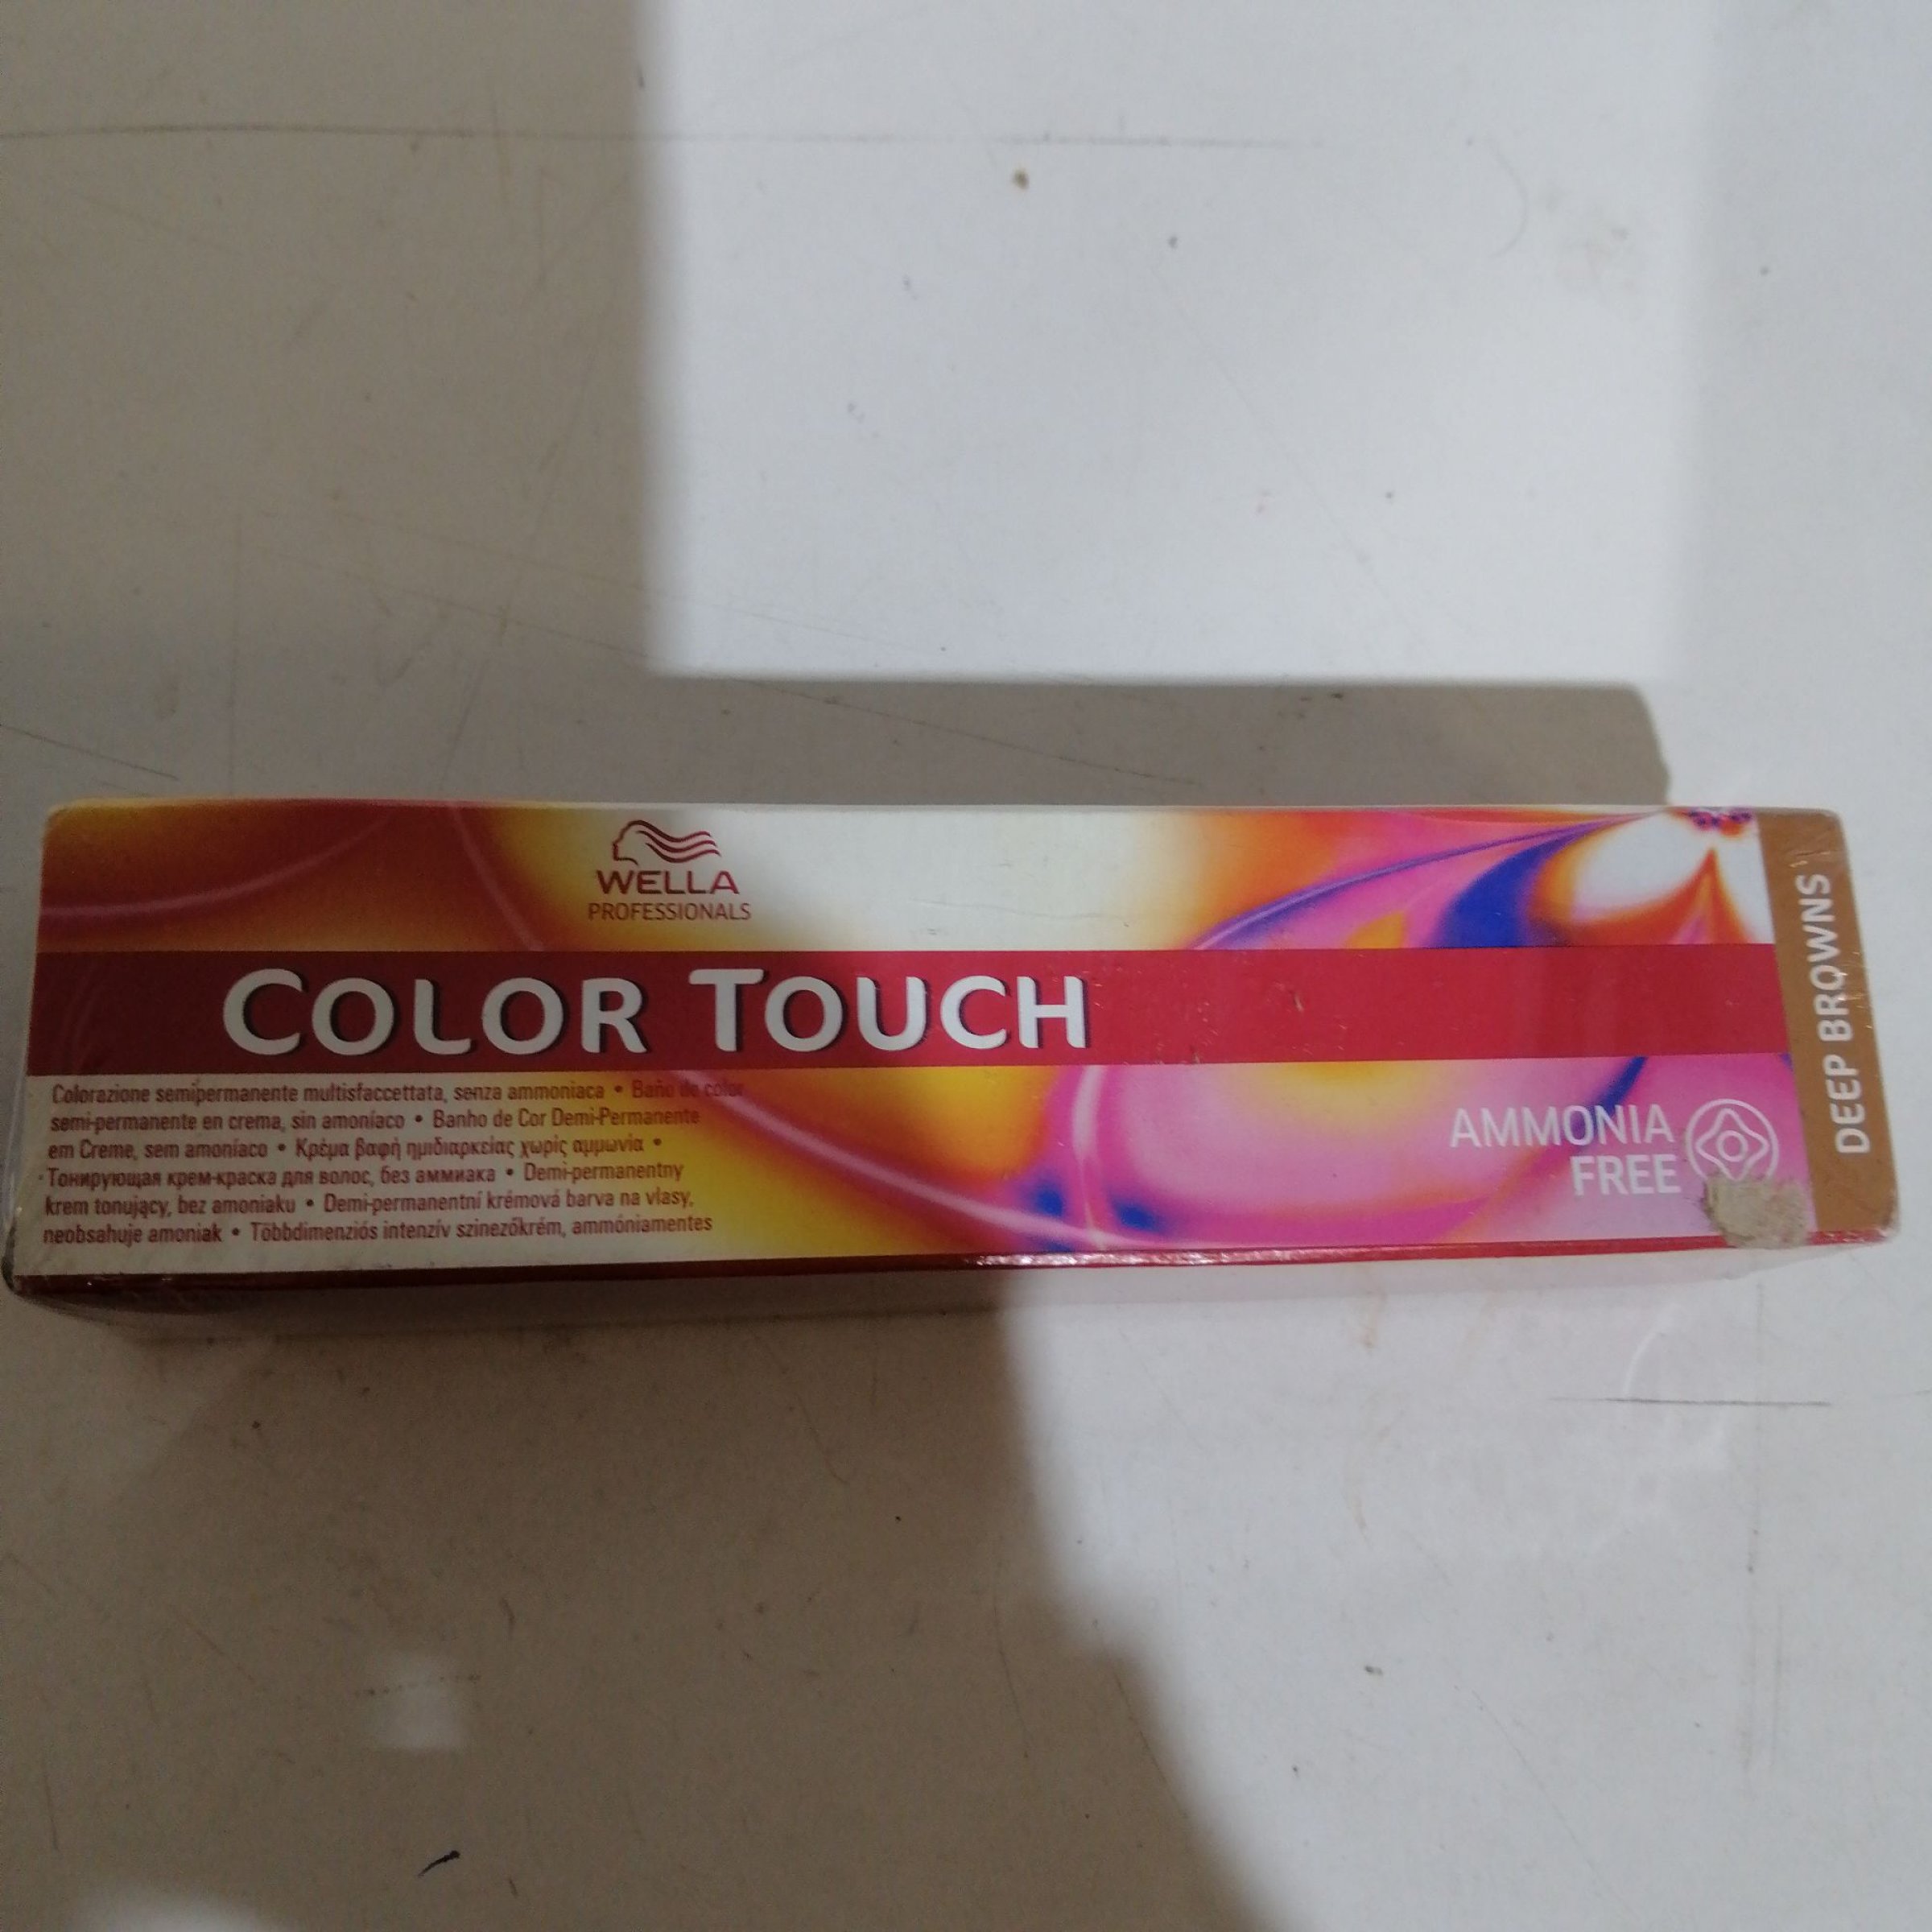 WELLA
PROFESSIONALS
COLOR TOUCH
Colorazione semipermanente multisfaccettata, senza ammoniaca • Baño de color
semi-permanente en crema, sin amoníaco • Banho de Cor Demi-Permanente
em Creme, sem amoníaco • Κρέμα βαφή ημιδιαρκείας χωρίς αμμωνία •
Тонирующая крем-краска для волос, без аммиака • Demi-permanentny
krem tonujący, bez amoniaku • Demi-permanentní krémová barva na vlasy,
neobsahuje amoniak • Többdimenziós intenzív szinezőkrém, ammóniamentes
AMMONIA
FREE
DEEP BROWNS